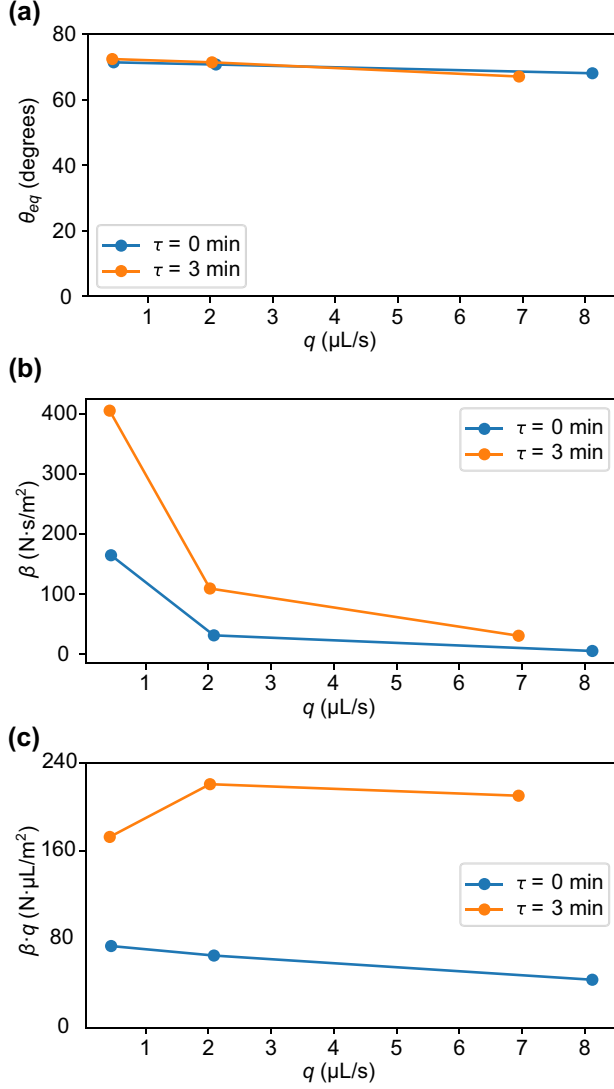 (a)
80
60
40
20
0
θeq (degrees)
τ = 0 min
τ = 3 min
1 2 3 4 5 6 7 8
q (µL/s)
(b)
400
300
200
100
0
β (N·s/m²)
τ = 0 min
τ = 3 min
1 2 3 4 5 6 7 8
q (µL/s)
(c)
240
160
80
0
β·q (N·µL/m²)
τ = 0 min
τ = 3 min
1 2 3 4 5 6 7 8
q (µL/s)